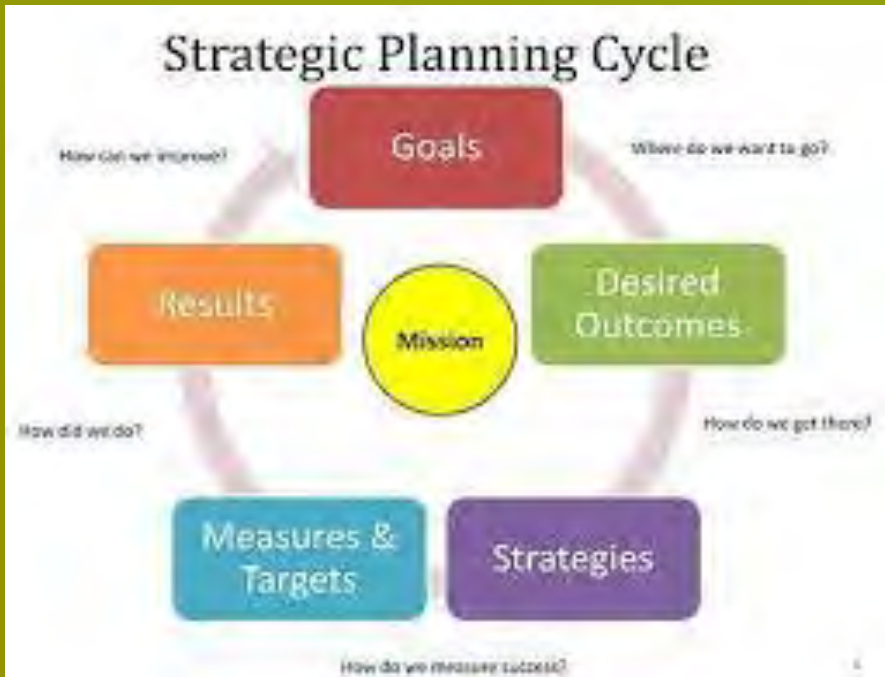 Strategic Planning Cycle
Goals
How can we improve?
Where do we want to go?
Results
Desired
Outcomes
Mission
How did we do?
How do we get there?
Measures &
Targets
Strategies
How do we measure success?